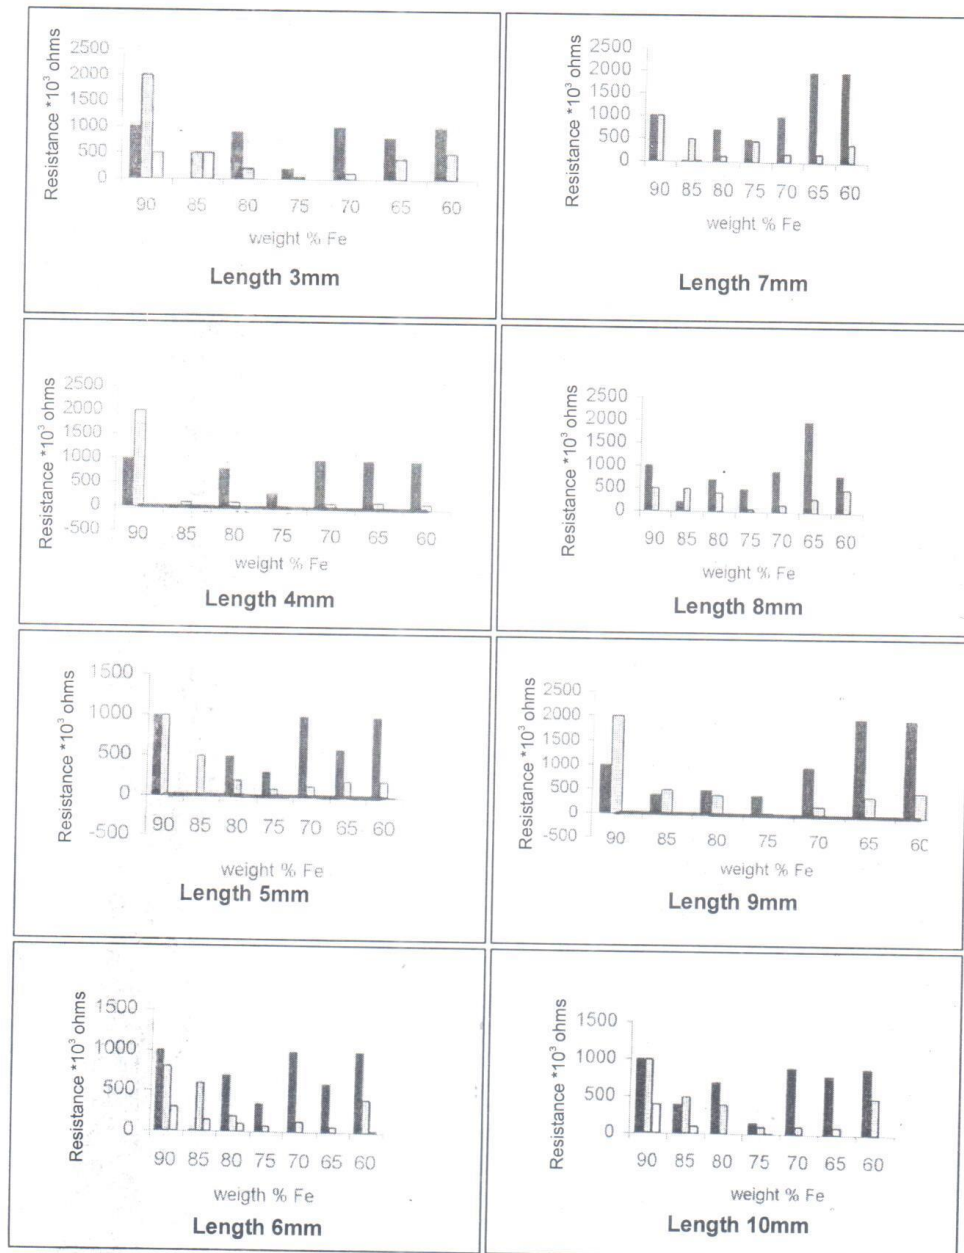 Resistance *10³ ohms
2500
2000
1500
1000
500
0
90 85 80 75 70 65 60
weight % Fe
Length 3mm
Resistance *10³ ohms
2500
2000
1500
1000
500
0
90 85 80 75 70 65 60
weight % Fe
Length 7mm
Resistance *10³ ohms
2500
2000
1500
1000
500
0
-500
90 85 80 75 70 65 60
weight % Fe
Length 4mm
Resistance *10³ ohms
2500
2000
1500
1000
500
0
90 85 80 75 70 65 60
weight % Fe
Length 8mm
Resistance *10³ ohms
1500
1000
500
0
-500
90 85 80 75 70 65 60
weight % Fe
Length 5mm
Resistance *10³ ohms
2500
2000
1500
1000
500
0
-500
90 85 80 75 70 65 60
weight % Fe
Length 9mm
Resistance *10³ ohms
1500
1000
500
0
90 85 80 75 70 65 60
weigth % Fe
Length 6mm
Resistance *10³ ohms
1500
1000
500
0
90 85 80 75 70 65 60
weight % Fe
Length 10mm